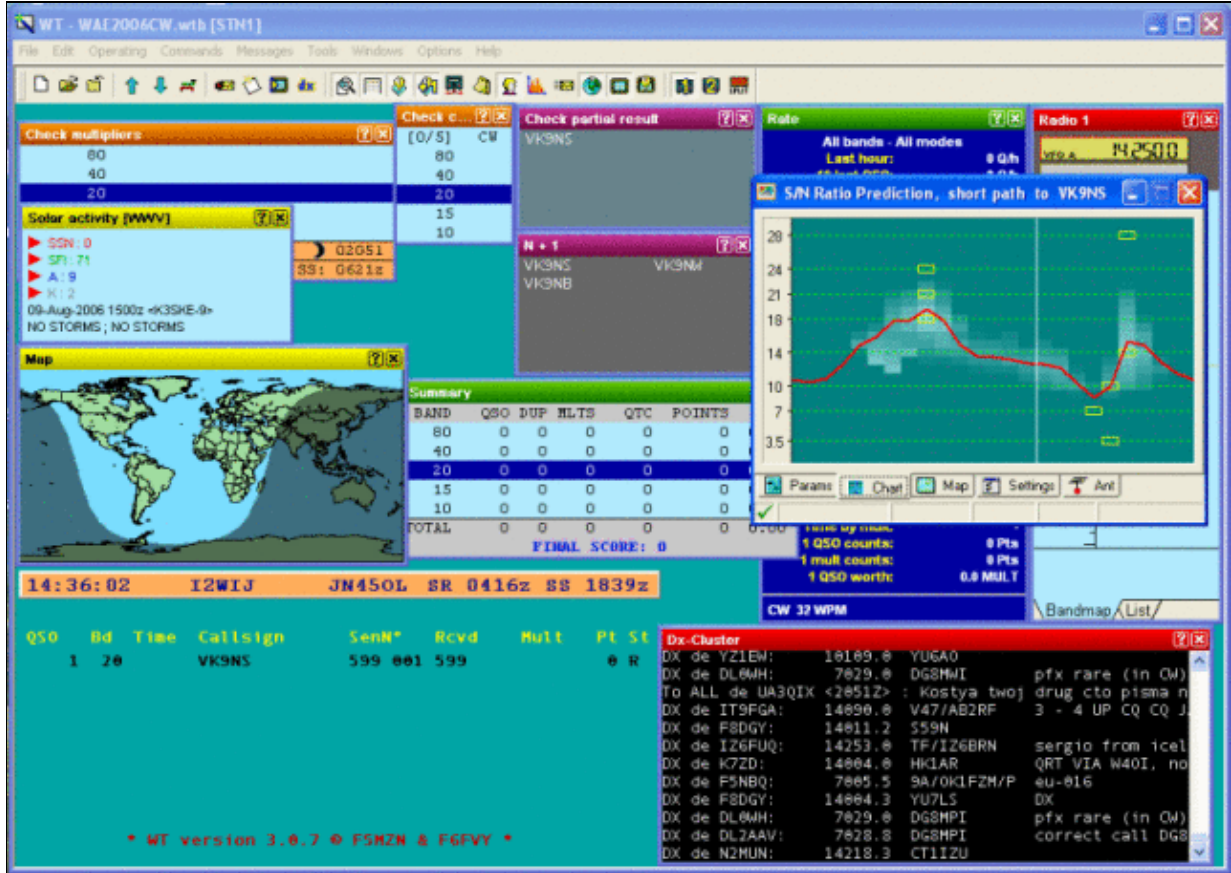 WT - WAE2006CW.wtb [STN1]
File Edit Operating Commands Messages Tools Windows Options Help
Check multipliers
80
40
20
Check c...
[0/5] CW
80
40
20
15
10
Check partial result
VK9NS
Rate
All bands - All modes
Last hour: 0 Q/h
Radio 1
VFO A 14.250.0
Solar activity [WWV]
SSN: 0
SFI: 71
A: 9
K: 2
09-Aug-2006 1500z <K3SKE-9>
NO STORMS ; NO STORMS
02051
SS: 0621z
N + 1
VK9NS VK9NW
VK9NB
S/N Ratio Prediction, short path to VK9NS
28
24
21
18
14
10
7
3.5
Params Chart Map Settings Ant
Map
Summary
BAND QSO DUP MLTS QTC POINTS
80 0 0 0 0 0
40 0 0 0 0 0
20 0 0 0 0 0
15 0 0 0 0 0
10 0 0 0 0 0
TOTAL 0 0 0 0 0 0.00
FINAL SCORE: 0
1 QSO counts: 0 Pts
1 mult counts: 0 Pts
1 QSO worth: 0.0 MULT
CW 32 WPM
Bandmap List
14:36:02 I2WIJ JN45OL SR 0416z SS 1839z
QSO Bd Time Callsign SenN* Rcvd Mult Pt St
1 20 VK9NS 599 001 599 0 R
* WT version 3.0.7 © F5MZN & F6FVY *
Dx-Cluster
DX de YZ1EW: 10109.0 YU6AO
DX de DL0WH: 7029.0 DG8MWI pfx rare (in CW)
To ALL de UA3QIX <2051Z> : Kostya twoj drug cto pisma n
DX de IT9FGA: 14090.0 V47/AB2RF 3 - 4 UP CQ CQ J
DX de F8DGY: 14011.2 S59N
DX de IZ6FUQ: 14253.0 TF/IZ6BRN sergio from icel
DX de K7ZD: 14004.0 HK1AR QRT VIA W4OI, no
DX de F5NBQ: 7005.5 9A/OK1FZM/P eu-016
DX de F8DGY: 14004.3 YU7LS DX
DX de DL0WH: 7029.0 DG8MPI pfx rare (in CW)
DX de DL2AAV: 7028.8 DG8MPI correct call DG8
DX de N2MUN: 14218.3 CT1IZU